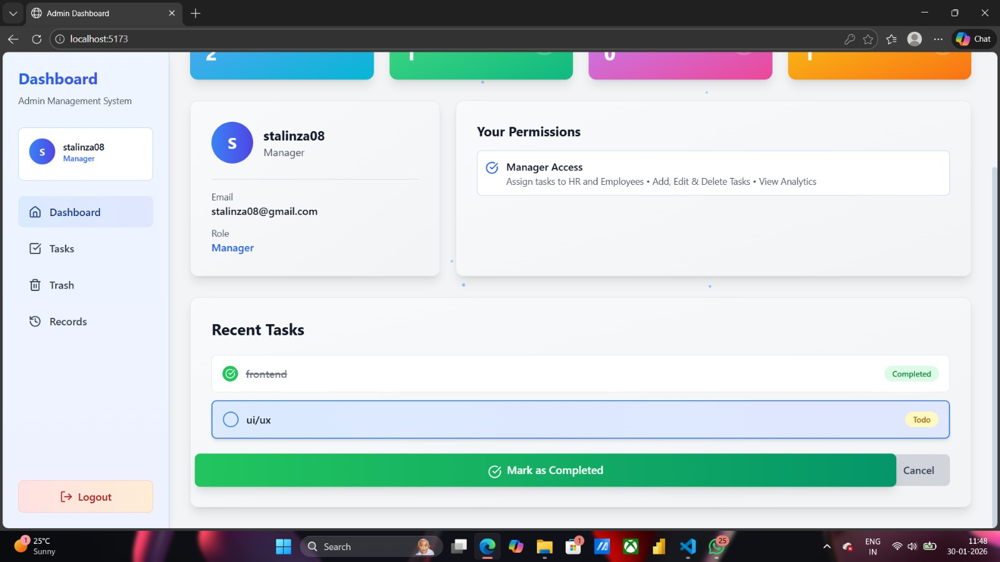 Admin Dashboard
localhost:5173
Chat
Dashboard
Admin Management System
s
stalinza08
Manager
Dashboard
Tasks
Trash
Records
Logout
2
1
0
1
s
stalinza08
Manager
Email
stalinza08@gmail.com
Role
Manager
Your Permissions
Manager Access
Assign tasks to HR and Employees • Add, Edit & Delete Tasks • View Analytics
Recent Tasks
frontend
Completed
ui/ux
Todo
Mark as Completed
Cancel
1
25°C
Sunny
Search
1
25
ENG
IN
11:48
30-01-2026